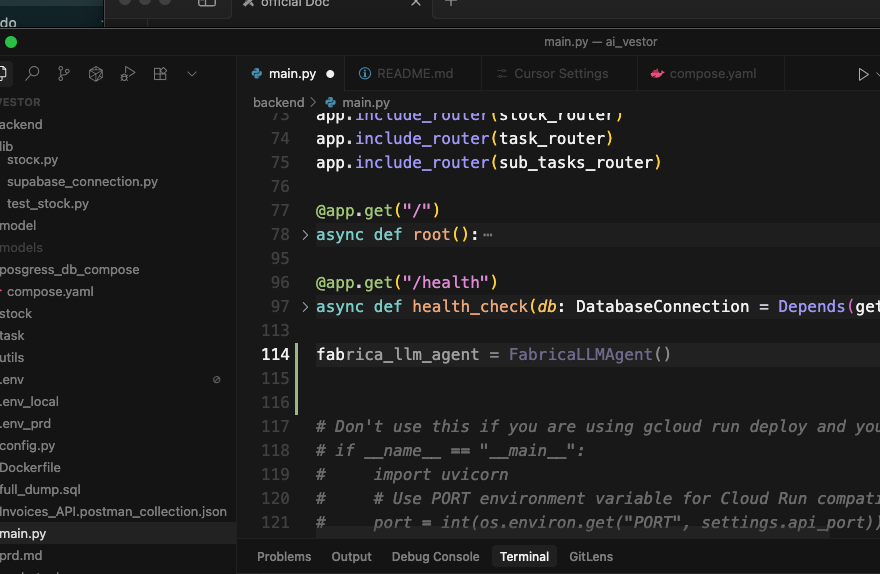 do
official Doc
main.py — ai_vestor
main.py
README.md
Cursor Settings
compose.yaml
VESTOR
backend > main.py
ackend
lib
stock.py
supabase_connection.py
test_stock.py
model
models
posgress_db_compose
compose.yaml
stock
task
utils
.env
.env_local
.env_prd
config.py
Dockerfile
full_dump.sql
Invoices_API.postman_collection.json
main.py
prd.md
73 app.include_router(stock_router)
74 app.include_router(task_router)
75 app.include_router(sub_tasks_router)
76
77 @app.get("/")
78 async def root():
95
96 @app.get("/health")
97 async def health_check(db: DatabaseConnection = Depends(get
113
114 fabrica_llm_agent = FabricaLLMAgent()
115
116
117 # Don't use this if you are using gcloud run deploy and you
118 # if __name__ == "__main__":
119 #     import uvicorn
120 #     # Use PORT environment variable for Cloud Run compati
121 #     port = int(os.environ.get("PORT", settings.api_port))
Problems Output Debug Console Terminal GitLens